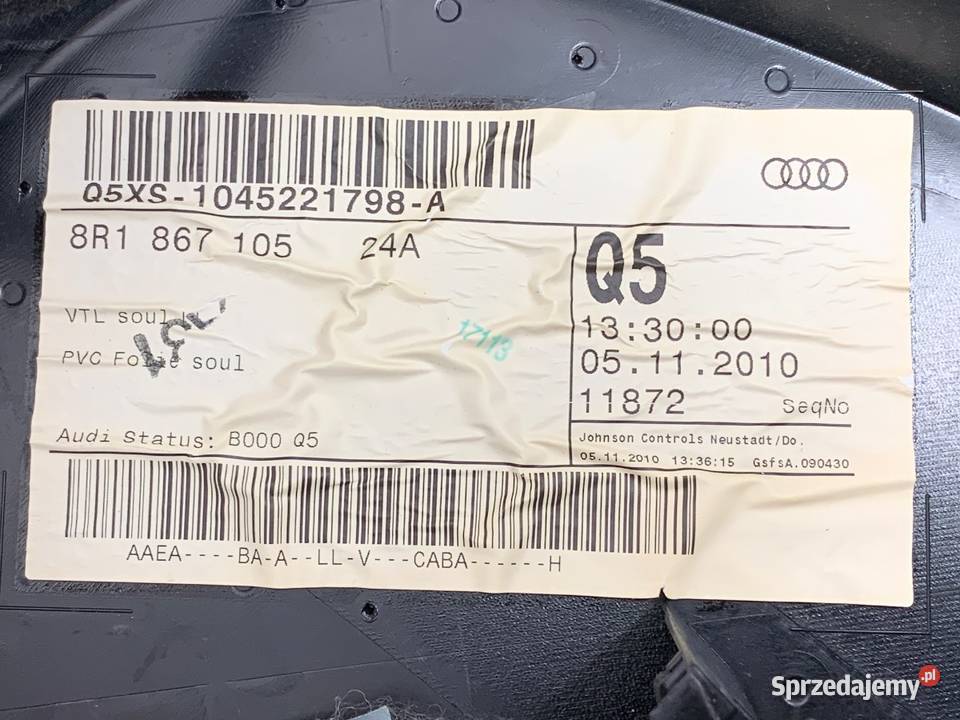 Q5XS-1045221798-A
8R1 867 105 24A
Q5
13:30:00
05.11.2010
11872 SeqNo
VTL soul
PVC Folie soul
17113
Audi Status: B000 Q5
Johnson Controls Neustadt/Do.
05.11.2010 13:36:15 GsfsA.090430
AAEA----BA-A--LL-V---CABA------H
Sprzedajemy.pl